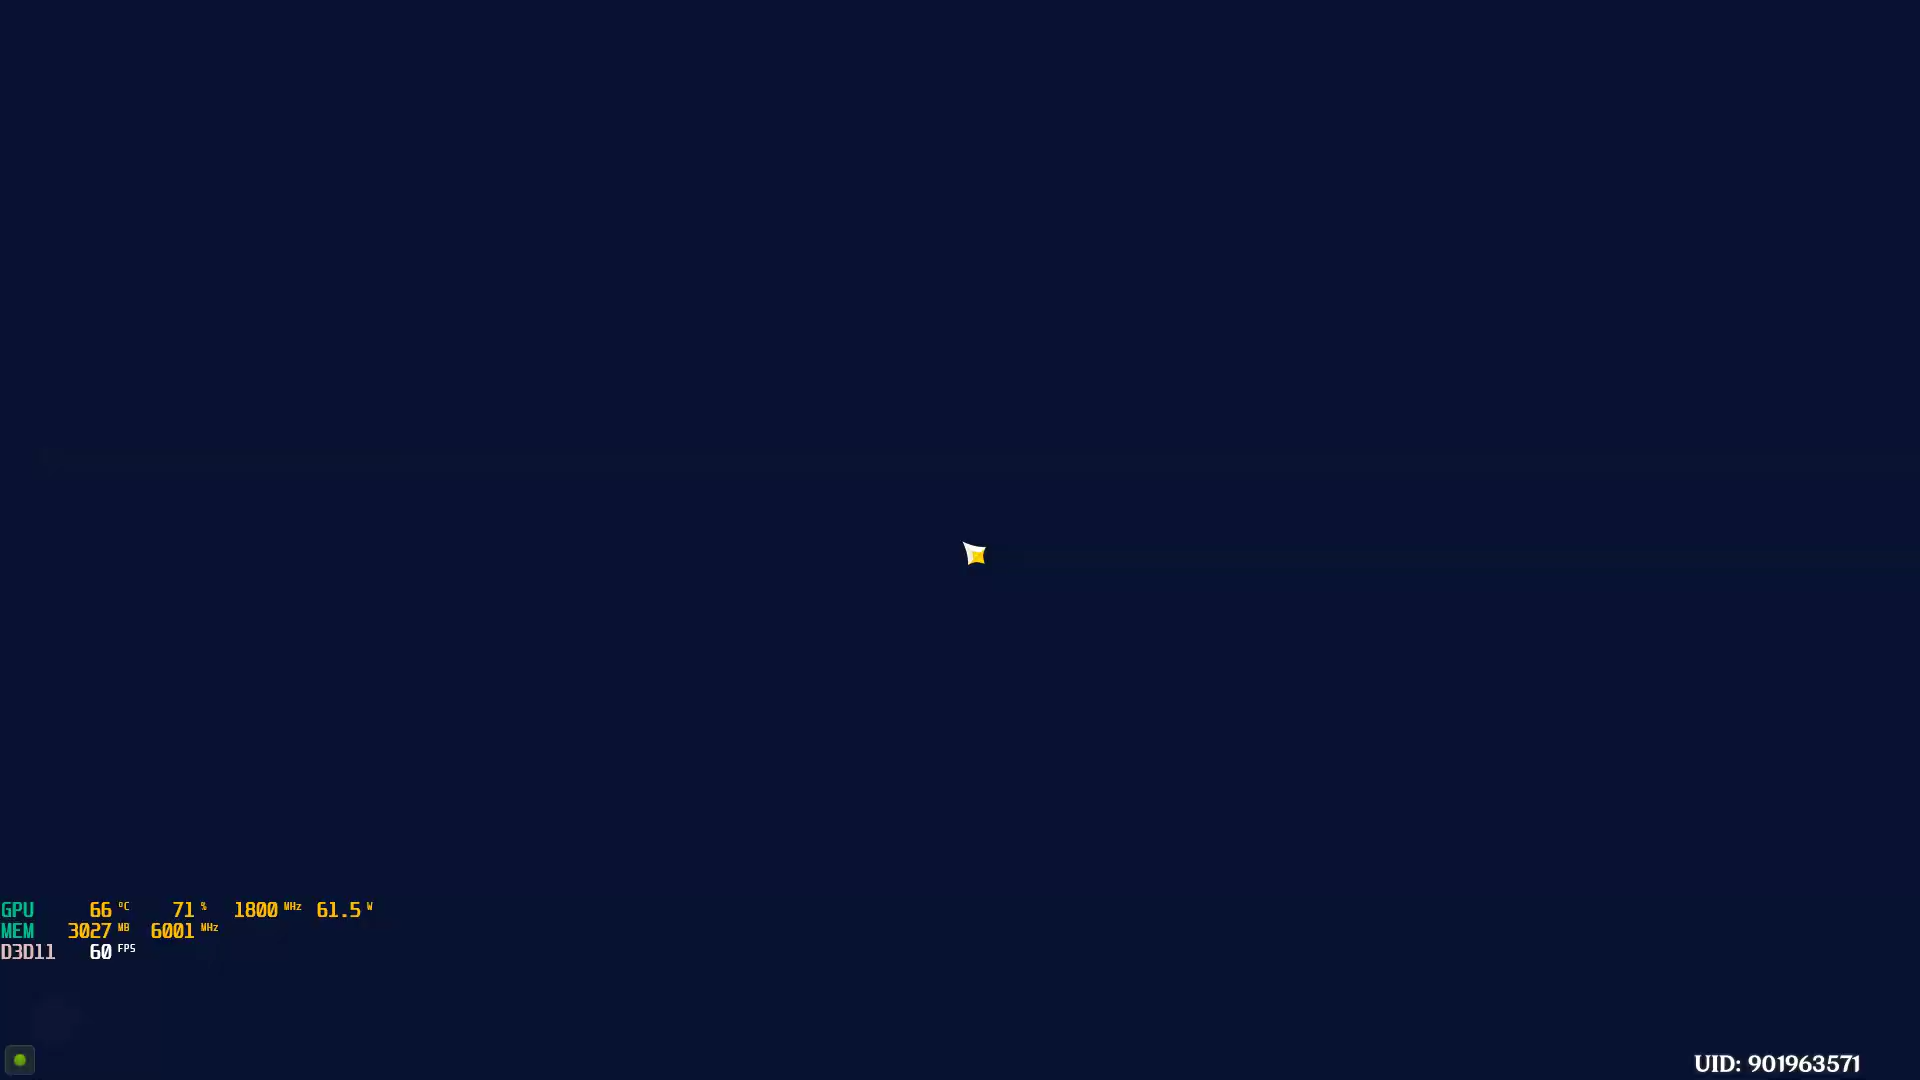 GPU 66 °C 71 % 1800 MHz 61.5 W
MEM 3027 MB 6001 MHz
D3D11 60 FPS
UID: 901963571